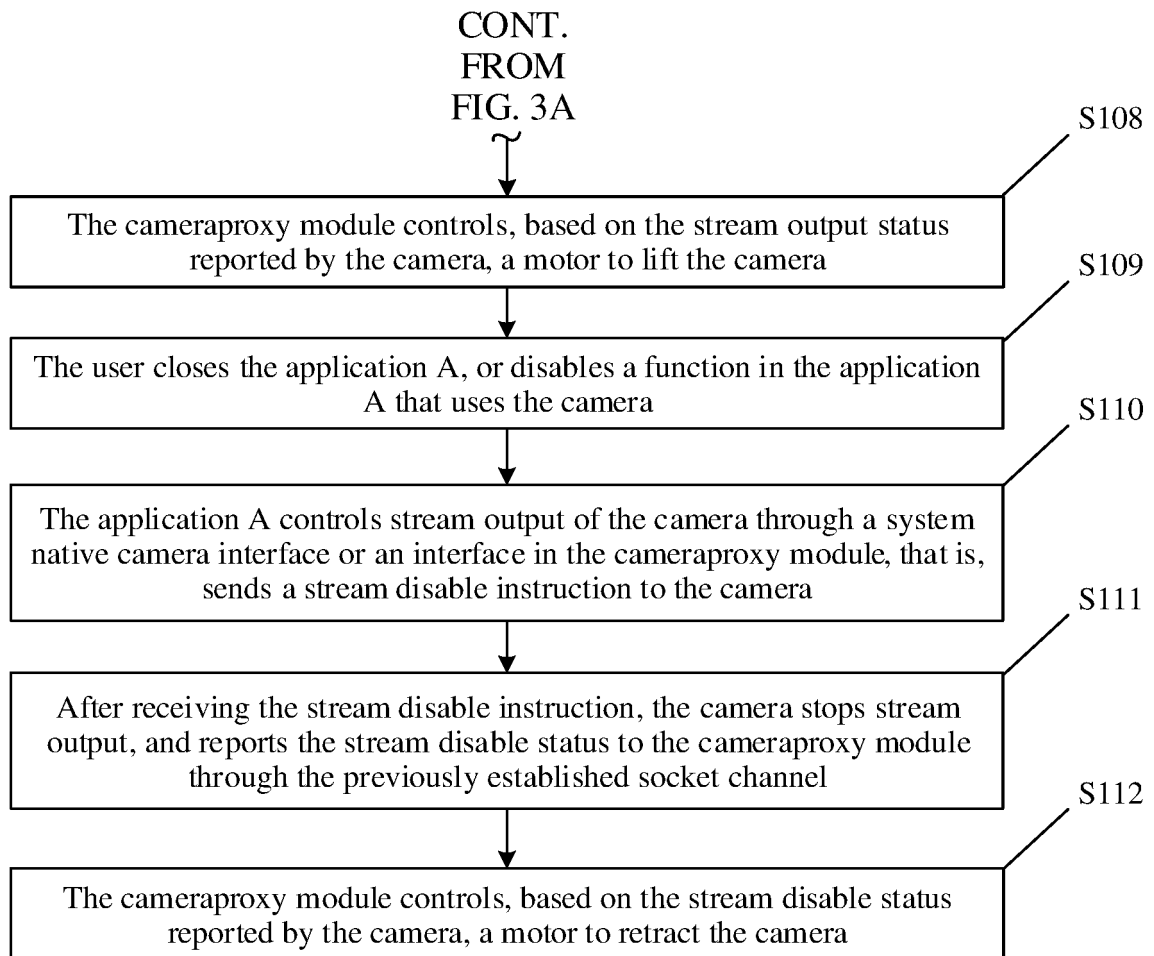 CONT.
FROM
FIG. 3A
S108
The cameraproxy module controls, based on the stream output status
reported by the camera, a motor to lift the camera
S109
The user closes the application A, or disables a function in the application
A that uses the camera
S110
The application A controls stream output of the camera through a system
native camera interface or an interface in the cameraproxy module, that is,
sends a stream disable instruction to the camera
S111
After receiving the stream disable instruction, the camera stops stream
output, and reports the stream disable status to the cameraproxy module
through the previously established socket channel
S112
The cameraproxy module controls, based on the stream disable status
reported by the camera, a motor to retract the camera